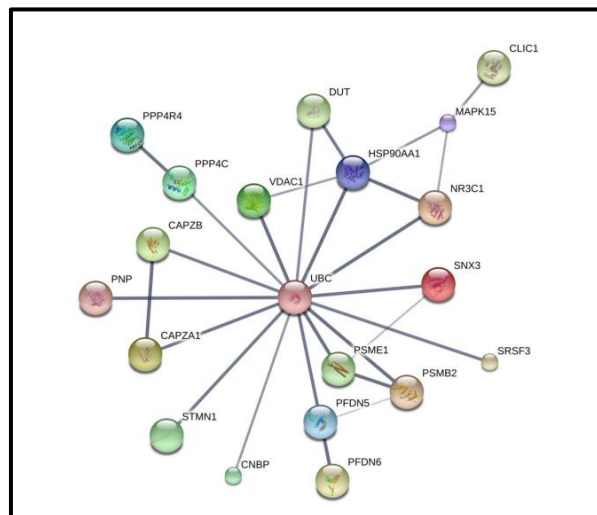 CLIC1
DUT
MAPK15
PPP4R4
HSP90AA1
PPP4C
VDAC1
NR3C1
CAPZB
UBC
SNX3
PNP
CAPZA1
PSME1
SRSF3
PSMB2
STMN1
PFDN5
CNBP
PFDN6